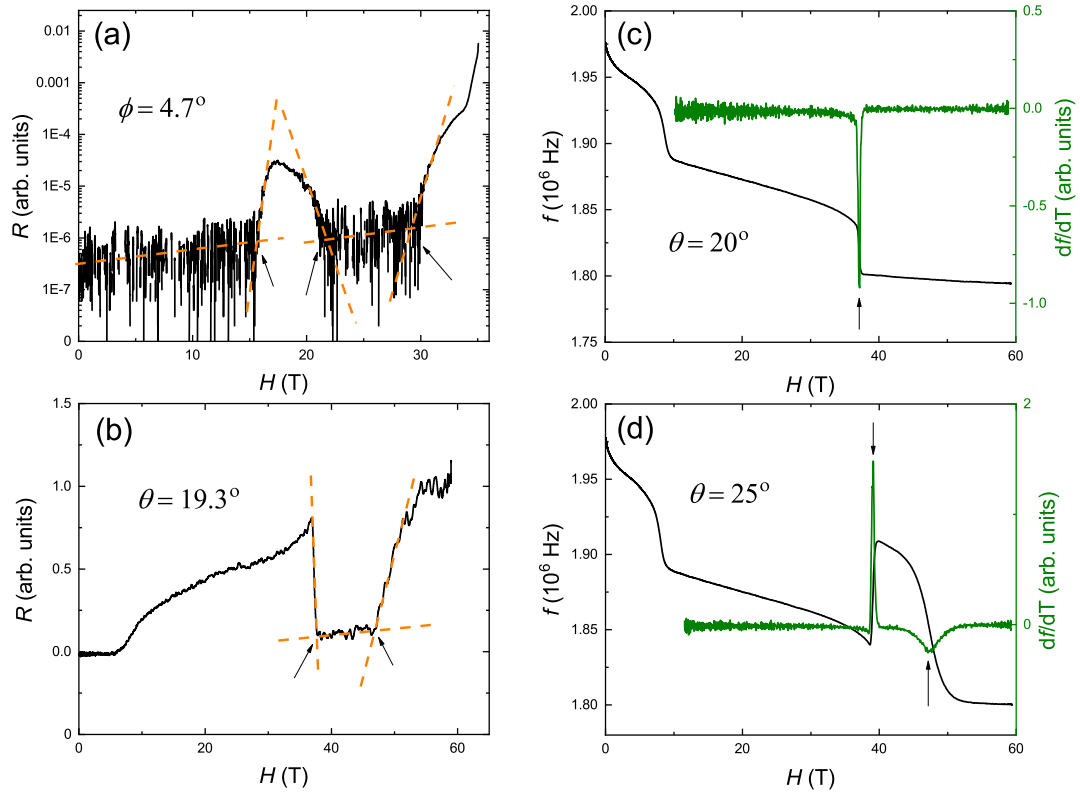 (a)
ϕ = 4.7°
R (arb. units)
0.01
0.001
1E-4
1E-5
1E-6
1E-7
0
0 10 20 30
H (T)
(c)
θ = 20°
f (10⁶ Hz)
2.00
1.95
1.90
1.85
1.80
1.75
0 20 40 60
H (T)
0.5
0.0
-0.5
-1.0
df/dT (arb. units)
(b)
θ = 19.3°
R (arb. units)
1.5
1.0
0.5
0.0
0
0 20 40 60
H (T)
(d)
θ = 25°
f (10⁶ Hz)
2.00
1.95
1.90
1.85
1.80
0 20 40 60
H (T)
2
0
df/dT (arb. units)